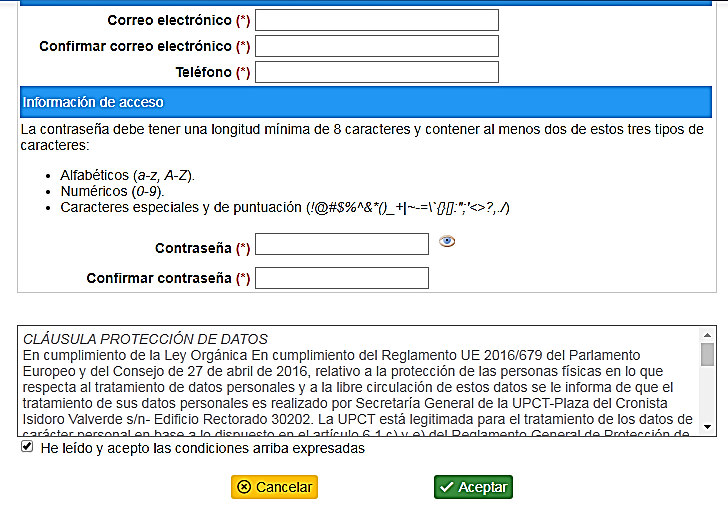 Correo electrónico (*)
Confirmar correo electrónico (*)
Teléfono (*)
Información de acceso
La contraseña debe tener una longitud mínima de 8 caracteres y contener al menos dos de estos tres tipos de
caracteres:
• Alfabéticos (a-z, A-Z).
• Numéricos (0-9).
• Caracteres especiales y de puntuación (!@#$%^&*()_+|~-=\`{}[]:";'<>?,./)
Contraseña (*)
Confirmar contraseña (*)
CLÁUSULA PROTECCIÓN DE DATOS
En cumplimiento de la Ley Orgánica En cumplimiento del Reglamento UE 2016/679 del Parlamento
Europeo y del Consejo de 27 de abril de 2016, relativo a la protección de las personas físicas en lo que
respecta al tratamiento de datos personales y a la libre circulación de estos datos se le informa de que el
tratamiento de sus datos personales es realizado por Secretaría General de la UPCT-Plaza del Cronista
Isidoro Valverde s/n- Edificio Rectorado 30202. La UPCT está legitimada para el tratamiento de los datos de
carácter personal en base a lo dispuesto en el artículo 6.1 c) y e) del Reglamento General de Protección de
He leído y acepto las condiciones arriba expresadas
Cancelar
Aceptar